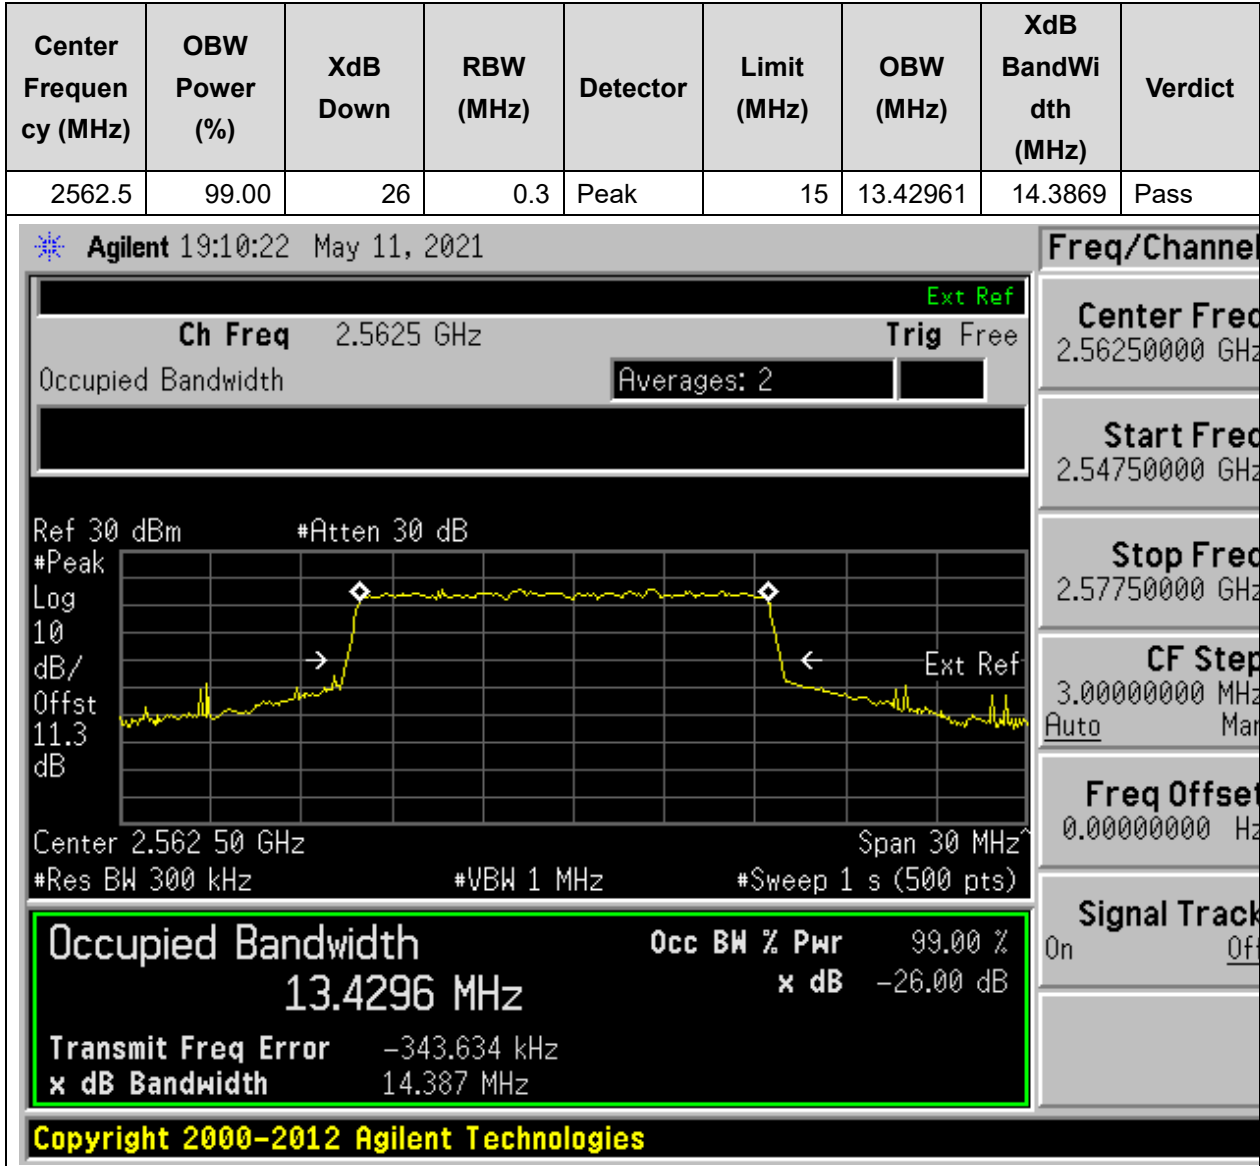 Center Frequen cy (MHz)
OBW Power (%)
XdB Down
RBW (MHz)
Detector
Limit (MHz)
OBW (MHz)
XdB BandWi dth (MHz)
Verdict
2562.5 99.00 26 0.3 Peak 15 13.42961 14.3869 Pass
Agilent 19:10:22 May 11, 2021
Freq/Channel
Ext Ref
Ch Freq 2.5625 GHz Trig Free
Occupied Bandwidth Averages: 2
Center Freq
2.56250000 GHz
Start Freq
2.54750000 GHz
Stop Freq
2.57750000 GHz
CF Step
3.00000000 MHz
Auto Man
Freq Offset
0.00000000 Hz
Signal Track
On Off
Ref 30 dBm #Atten 30 dB
#Peak
Log
10
dB/
Offst
11.3
dB
Ext Ref
Center 2.562 50 GHz Span 30 MHz^
#Res BW 300 kHz #VBW 1 MHz #Sweep 1 s (500 pts)
Occupied Bandwidth Occ BW % Pwr 99.00 %
13.4296 MHz x dB -26.00 dB
Transmit Freq Error -343.634 kHz
x dB Bandwidth 14.387 MHz
Copyright 2000-2012 Agilent Technologies